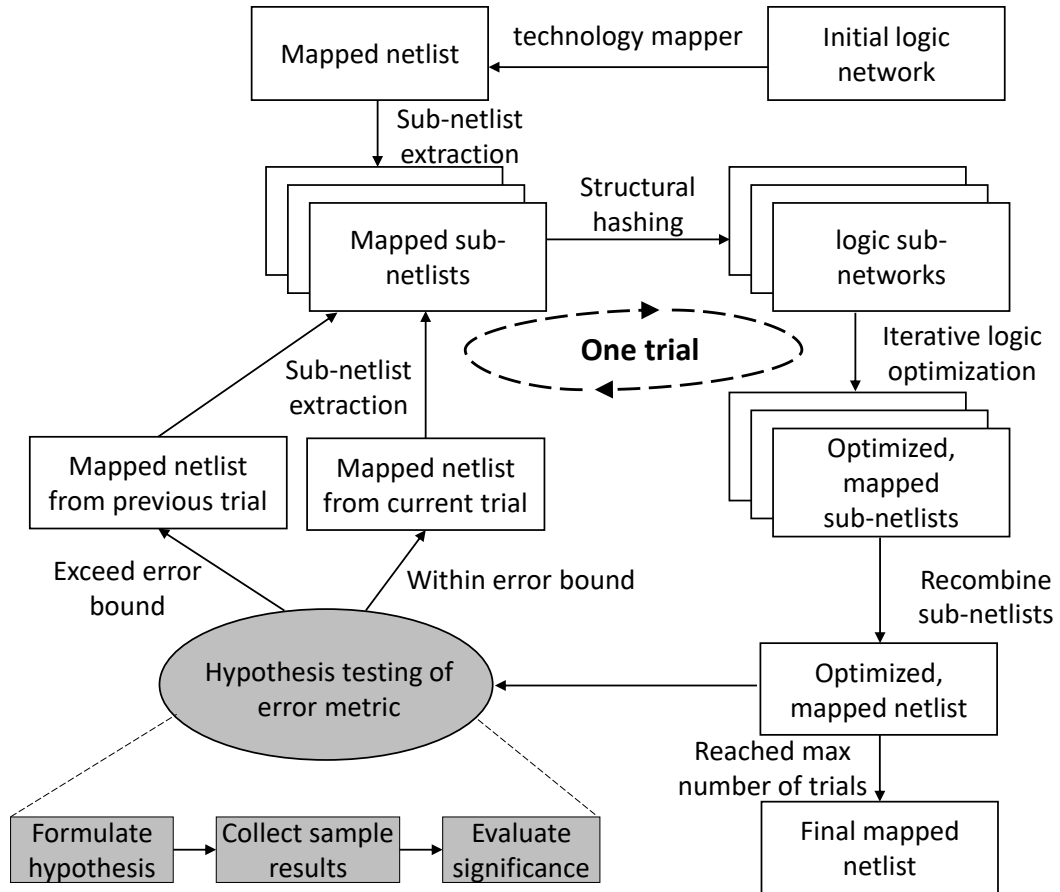 Mapped netlist
technology mapper
Initial logic
network
Sub-netlist
extraction
Mapped sub-
netlists
Structural
hashing
logic sub-
networks
One trial
Iterative logic
optimization
Sub-netlist
extraction
Mapped netlist
from previous trial
Mapped netlist
from current trial
Optimized,
mapped
sub-netlists
Exceed error
bound
Within error bound
Recombine
sub-netlists
Hypothesis testing of
error metric
Optimized,
mapped netlist
Reached max
number of trials
Formulate
hypothesis
Collect sample
results
Evaluate
significance
Final mapped
netlist